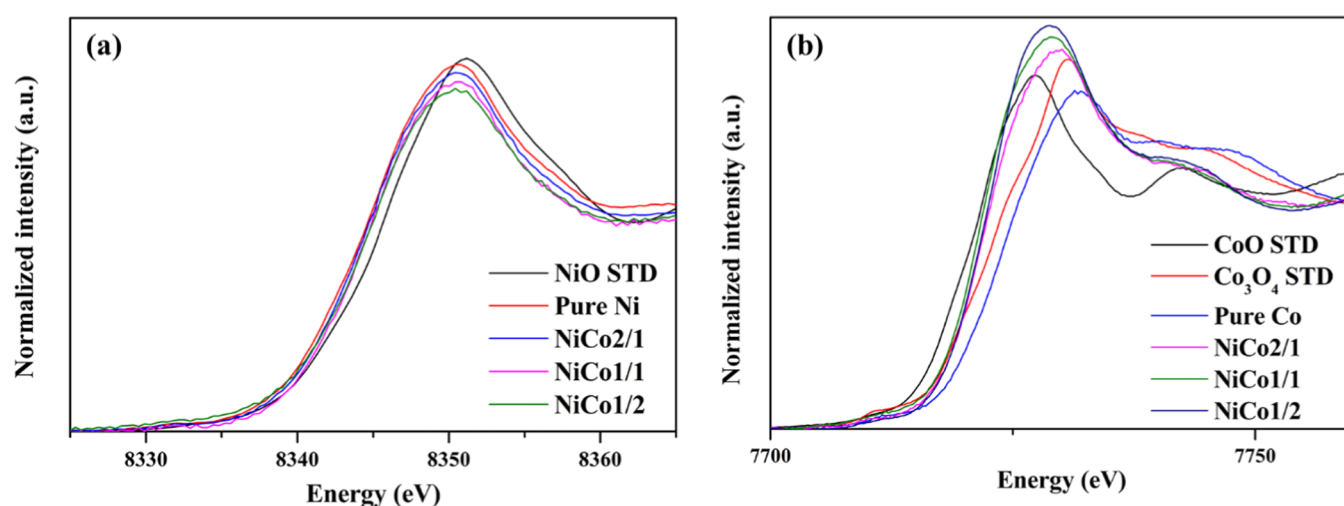 (a)
Normalized intensity (a.u.)
NiO STD
Pure Ni
NiCo2/1
NiCo1/1
NiCo1/2
8330 8340 8350 8360
Energy (eV)
(b)
Normalized intensity (a.u.)
CoO STD
Co₃O₄ STD
Pure Co
NiCo2/1
NiCo1/1
NiCo1/2
7700 7750
Energy (eV)